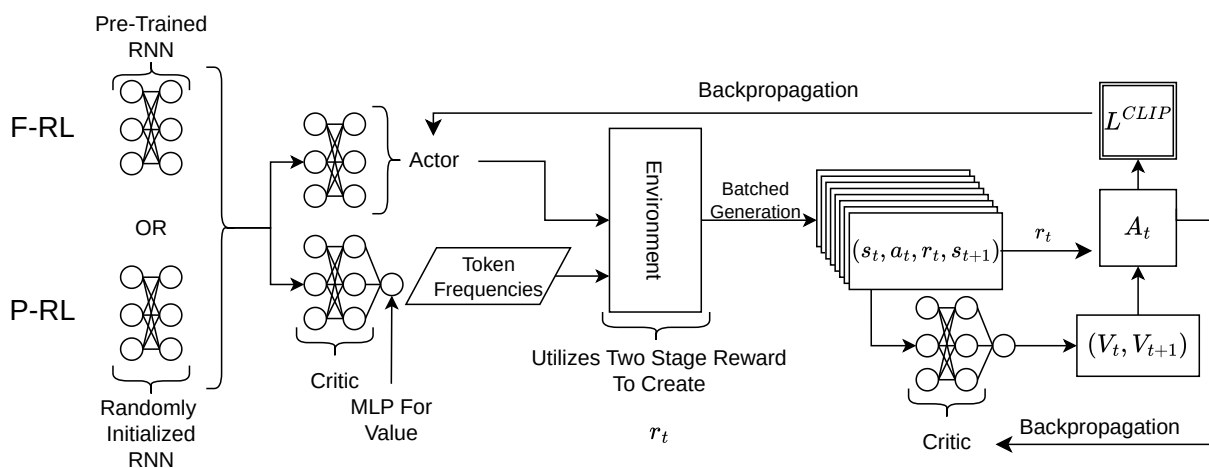 Pre-Trained
RNN
F-RL
OR
P-RL
Randomly
Initialized
RNN
Actor
Critic
MLP For
Value
Token
Frequencies
Backpropagation
Environment
Utilizes Two Stage Reward
To Create
r_t
Batched
Generation
(s_t, a_t, r_t, s_{t+1})
r_t
L^{CLIP}
A_t
(V_t, V_{t+1})
Critic
Backpropagation